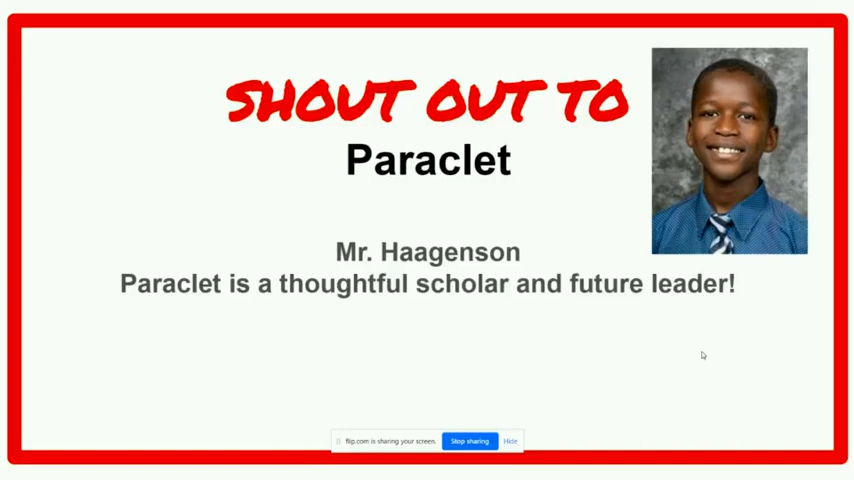 SHOUT OUT TO
Paraclet
Mr. Haagenson
Paraclet is a thoughtful scholar and future leader!
flip.com is sharing your screen. Stop sharing Hide